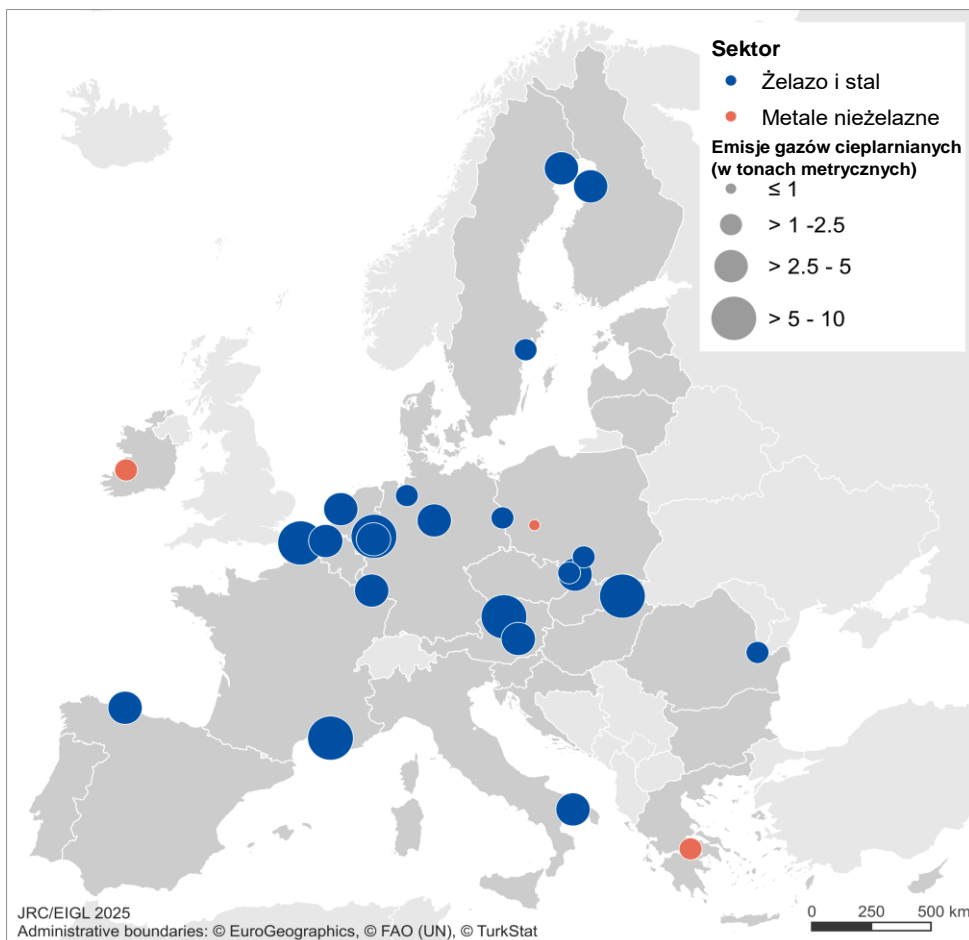 Sektor
Żelazo i stal
Metale nieżelazne
Emisje gazów cieplarnianych
(w tonach metrycznych)
≤ 1
> 1 -2.5
> 2.5 - 5
> 5 - 10
JRC/EIGL 2025
Administrative boundaries: © EuroGeographics, © FAO (UN), © TurkStat
0 250 500 km